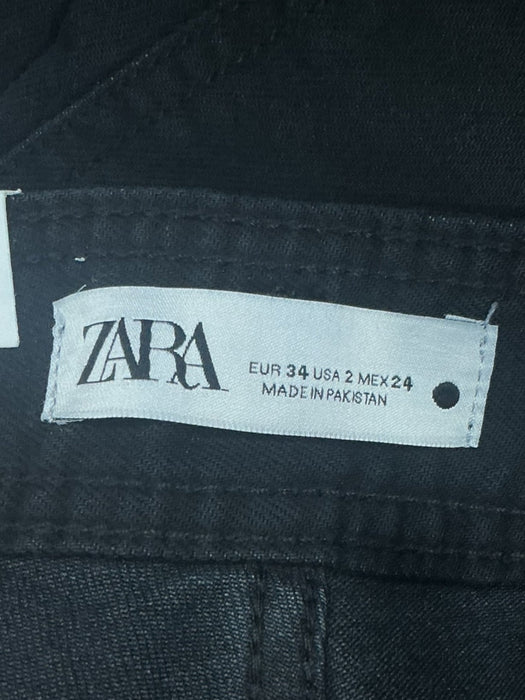 ZARA
EUR 34 USA 2 MEX 24
MADE IN PAKISTAN